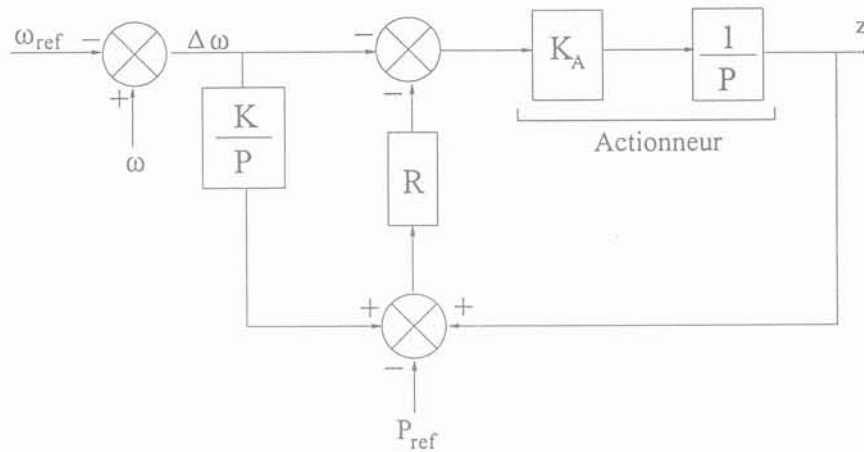 ω_ref
−
+
ω
Δω
K
P
−
−
K_A
1
P
z
Actionneur
R
+
+
−
P_ref